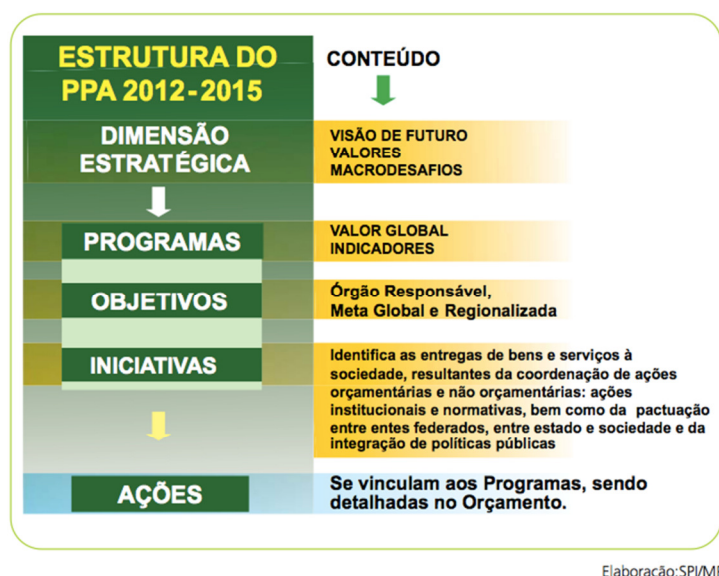 ESTRUTURA DO
PPA 2012-2015
CONTEÚDO
DIMENSÃO
ESTRATÉGICA
VISÃO DE FUTURO
VALORES
MACRODESAFIOS
PROGRAMAS
VALOR GLOBAL
INDICADORES
OBJETIVOS
Órgão Responsável,
Meta Global e Regionalizada
INICIATIVAS
Identifica as entregas de bens e serviços à
sociedade, resultantes da coordenação de ações
orçamentárias e não orçamentárias: ações
institucionais e normativas, bem como da pactuação
entre entes federados, entre estado e sociedade e da
integração de políticas públicas
AÇÕES
Se vinculam aos Programas, sendo
detalhadas no Orçamento.
Elaboração:SPI/MP